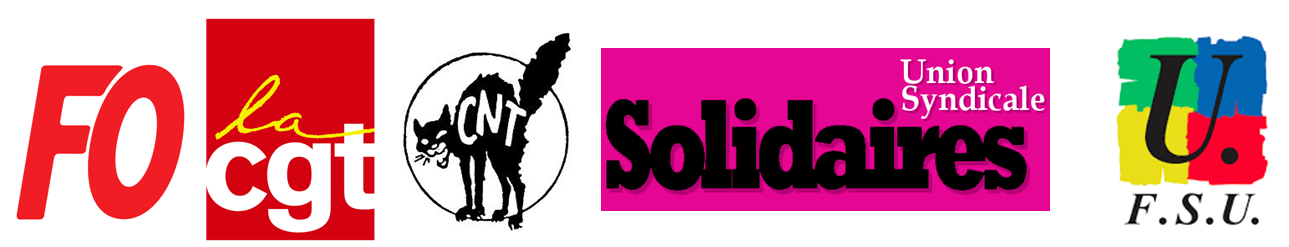 FO
la
cgt
CNT
Union
Syndicale
Solidaires
U.
F.S.U.